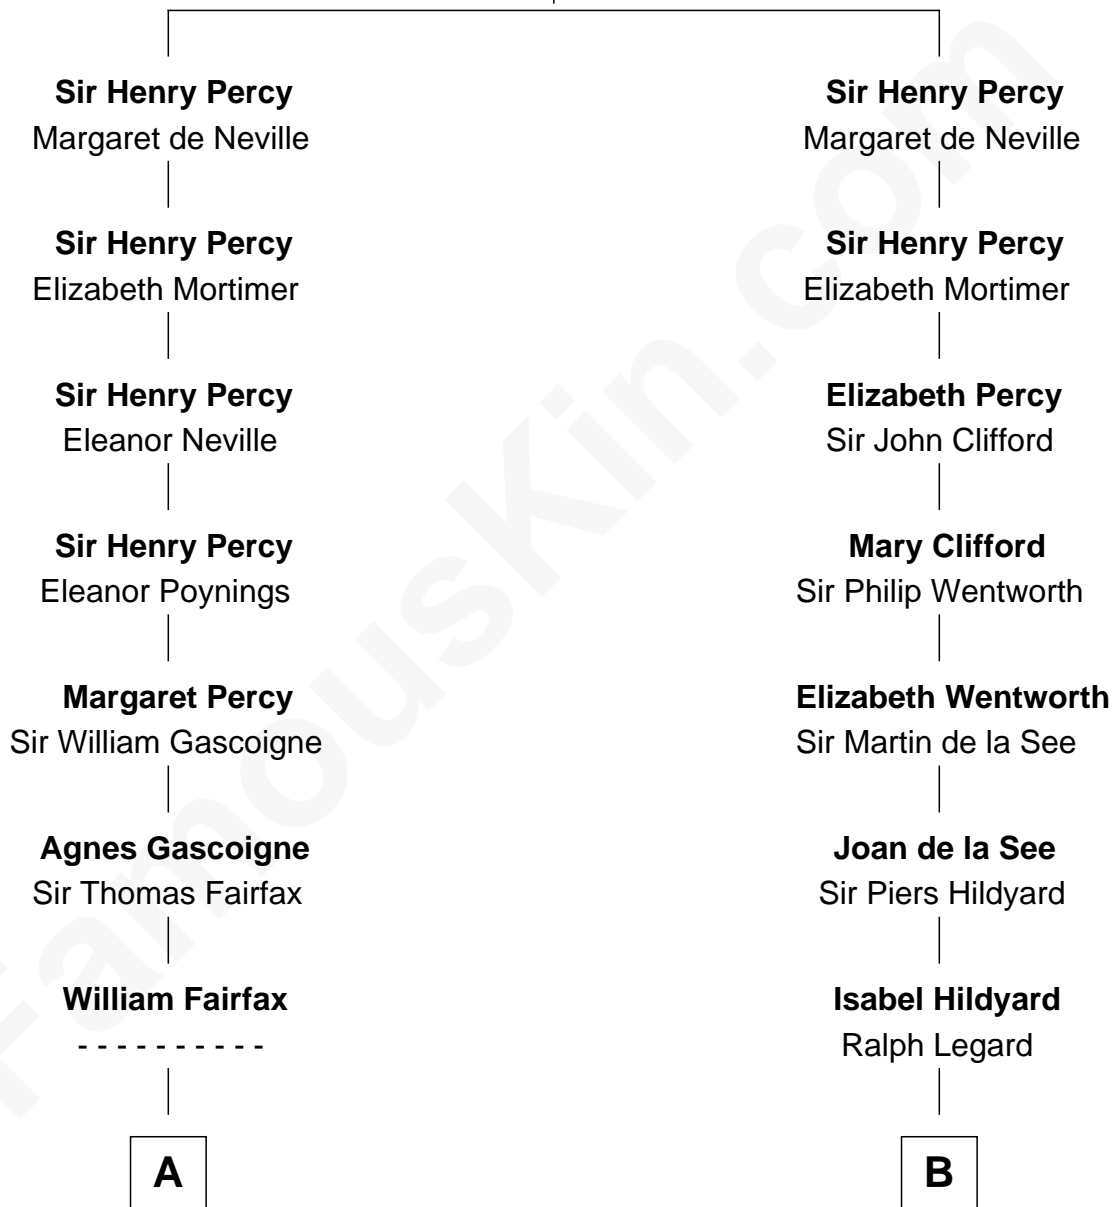 Sir Henry Percy
Margaret de Neville
Sir Henry Percy
Elizabeth Mortimer
Sir Henry Percy
Eleanor Neville
Sir Henry Percy
Eleanor Poynings
Margaret Percy
Sir William Gascoigne
Agnes Gascoigne
Sir Thomas Fairfax
William Fairfax
- - - - - - - - - -
A
Sir Henry Percy
Margaret de Neville
Sir Henry Percy
Elizabeth Mortimer
Elizabeth Percy
Sir John Clifford
Mary Clifford
Sir Philip Wentworth
Elizabeth Wentworth
Sir Martin de la See
Joan de la See
Sir Piers Hildyard
Isabel Hildyard
Ralph Legard
B
FamousKin.com